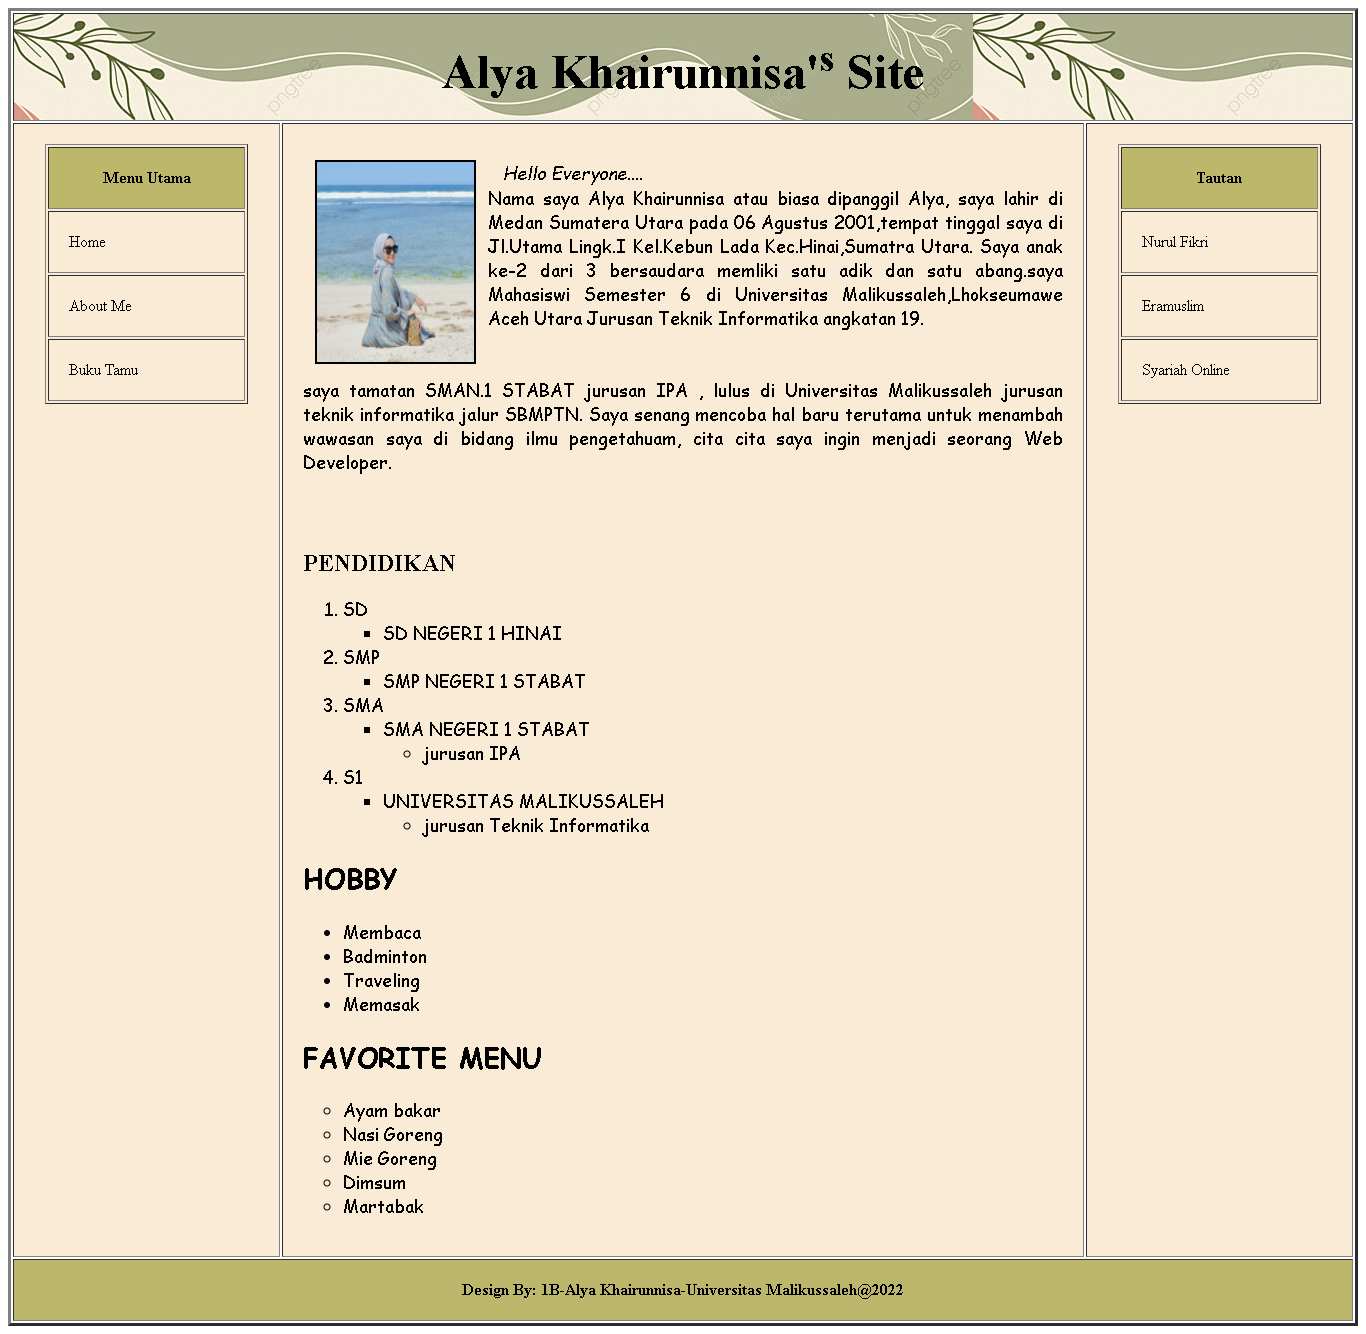 Alya Khairunnisa's Site
pngtree
pngtree
pngtree
pngtree
pngtree
Menu Utama
Home
About Me
Buku Tamu
Hello Everyone....
Nama saya Alya Khairunnisa atau biasa dipanggil Alya, saya lahir di
Medan Sumatera Utara pada 06 Agustus 2001,tempat tinggal saya di
Jl.Utama Lingk.I Kel.Kebun Lada Kec.Hinai,Sumatra Utara. Saya anak
ke-2 dari 3 bersaudara memliki satu adik dan satu abang.saya
Mahasiswi Semester 6 di Universitas Malikussaleh,Lhokseumawe
Aceh Utara Jurusan Teknik Informatika angkatan 19.
saya tamatan SMAN.1 STABAT jurusan IPA , lulus di Universitas Malikussaleh jurusan
teknik informatika jalur SBMPTN. Saya senang mencoba hal baru terutama untuk menambah
wawasan saya di bidang ilmu pengetahuam, cita cita saya ingin menjadi seorang Web
Developer.
PENDIDIKAN
1. SD
▪ SD NEGERI 1 HINAI
2. SMP
▪ SMP NEGERI 1 STABAT
3. SMA
▪ SMA NEGERI 1 STABAT
◦ jurusan IPA
4. S1
▪ UNIVERSITAS MALIKUSSALEH
◦ jurusan Teknik Informatika
HOBBY
• Membaca
• Badminton
• Traveling
• Memasak
FAVORITE MENU
◦ Ayam bakar
◦ Nasi Goreng
◦ Mie Goreng
◦ Dimsum
◦ Martabak
Tautan
Nurul Fikri
Eramuslim
Syariah Online
Design By: 1B-Alya Khairunnisa-Universitas Malikussaleh@2022